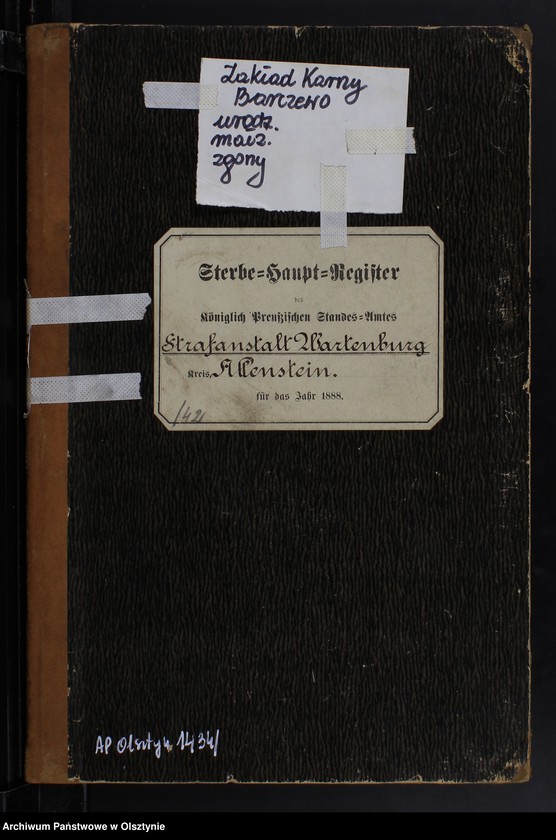 Zakład Karny
Barczewo
urodz.
małż.
zgony
Sterbe=Haupt=Register
des
Königlich Preußischen Standes=Amtes
Strafanstalt Wartenburg
Kreis Allenstein.
für das Jahr 1888.
AP Olsztyn 1434/
Archiwum Państwowe w Olsztynie